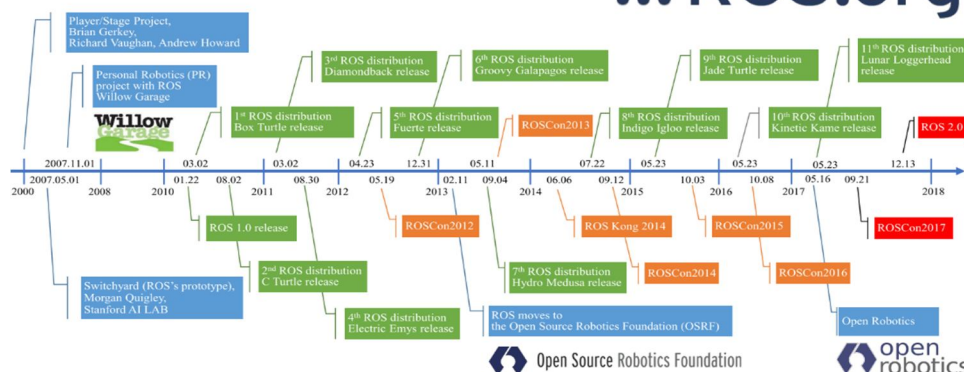 ...ROS.org
Player/Stage Project,
Brian Gerkey,
Richard Vaughan, Andrew Howard
Personal Robotics (PR)
project with ROS
Willow Garage
Willow
Garage
1st ROS distribution
Box Turtle release
3rd ROS distribution
Diamondback release
5th ROS distribution
Fuerte release
6th ROS distribution
Groovy Galapagos release
ROSCon2013
8th ROS distribution
Indigo Igloo release
9th ROS distribution
Jade Turtle release
10th ROS distribution
Kinetic Kame release
11th ROS distribution
Lunar Loggerhead
release
ROS 2.0
2007.11.01
03.02
03.02
04.23
12.31
05.11
07.22
05.23
05.23
05.23
12.13
2007.05.01
01.22
08.02
08.30
05.19
02.11
09.04
06.06
09.12
10.03
10.08
05.16
09.21
2000
2008
2010
2011
2012
2013
2014
2015
2016
2017
2018
ROS 1.0 release
2nd ROS distribution
C Turtle release
4th ROS distribution
Electric Emys release
ROSCon2012
7th ROS distribution
Hydro Medusa release
ROS Kong 2014
ROSCon2014
ROSCon2015
ROSCon2016
ROSCon2017
Switchyard (ROS's prototype),
Morgan Quigley,
Stanford AI LAB
ROS moves to
the Open Source Robotics Foundation (OSRF)
Open Robotics
Open Source Robotics Foundation
open
robotics